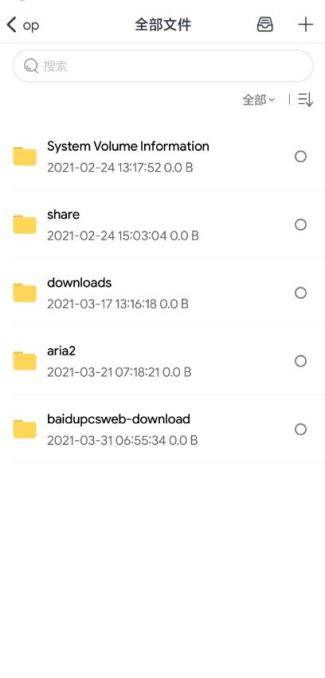 op
全部文件
搜索
全部
System Volume Information
2021-02-24 13:17:52 0.0 B
share
2021-02-24 15:03:04 0.0 B
downloads
2021-03-17 13:16:18 0.0 B
aria2
2021-03-21 07:18:21 0.0 B
baidupcsweb-download
2021-03-31 06:55:34 0.0 B